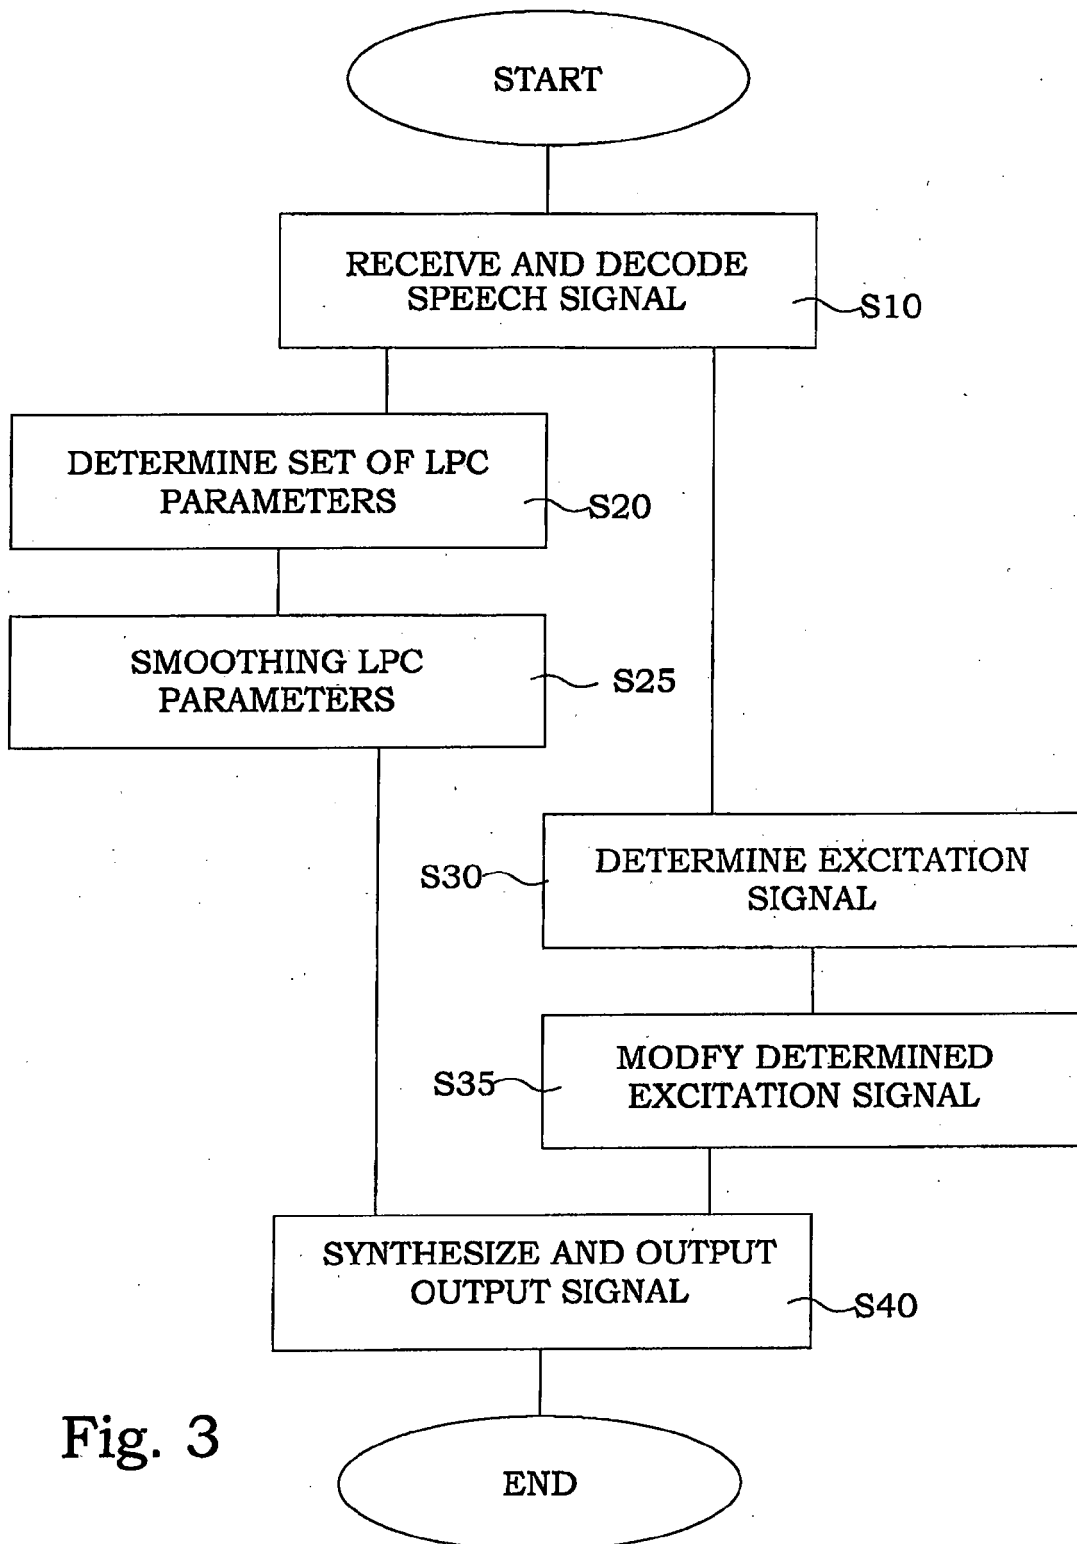 START
RECEIVE AND DECODE
SPEECH SIGNAL
S10
DETERMINE SET OF LPC
PARAMETERS
S20
SMOOTHING LPC
PARAMETERS
S25
DETERMINE EXCITATION
SIGNAL
S30
MODFY DETERMINED
EXCITATION SIGNAL
S35
SYNTHESIZE AND OUTPUT
OUTPUT SIGNAL
S40
Fig. 3
END